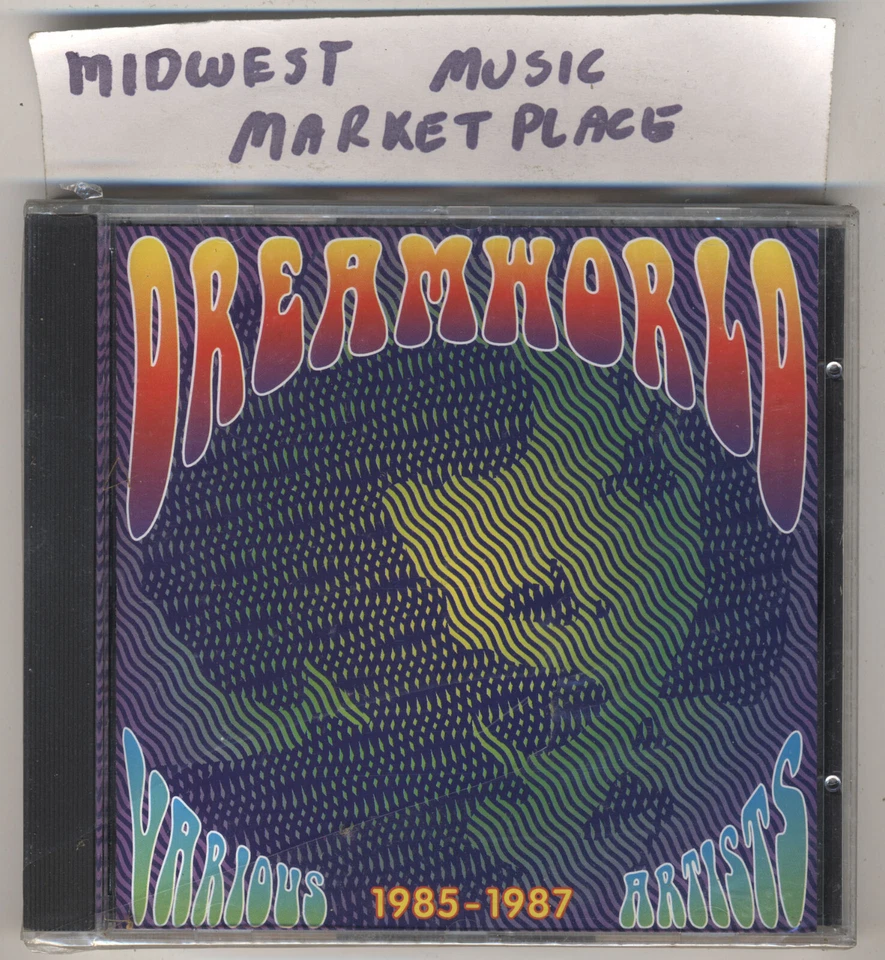 MIDWEST MUSIC
MARKET PLACE
DREAMWORLD
VARIOUS 1985-1987 ARTISTS